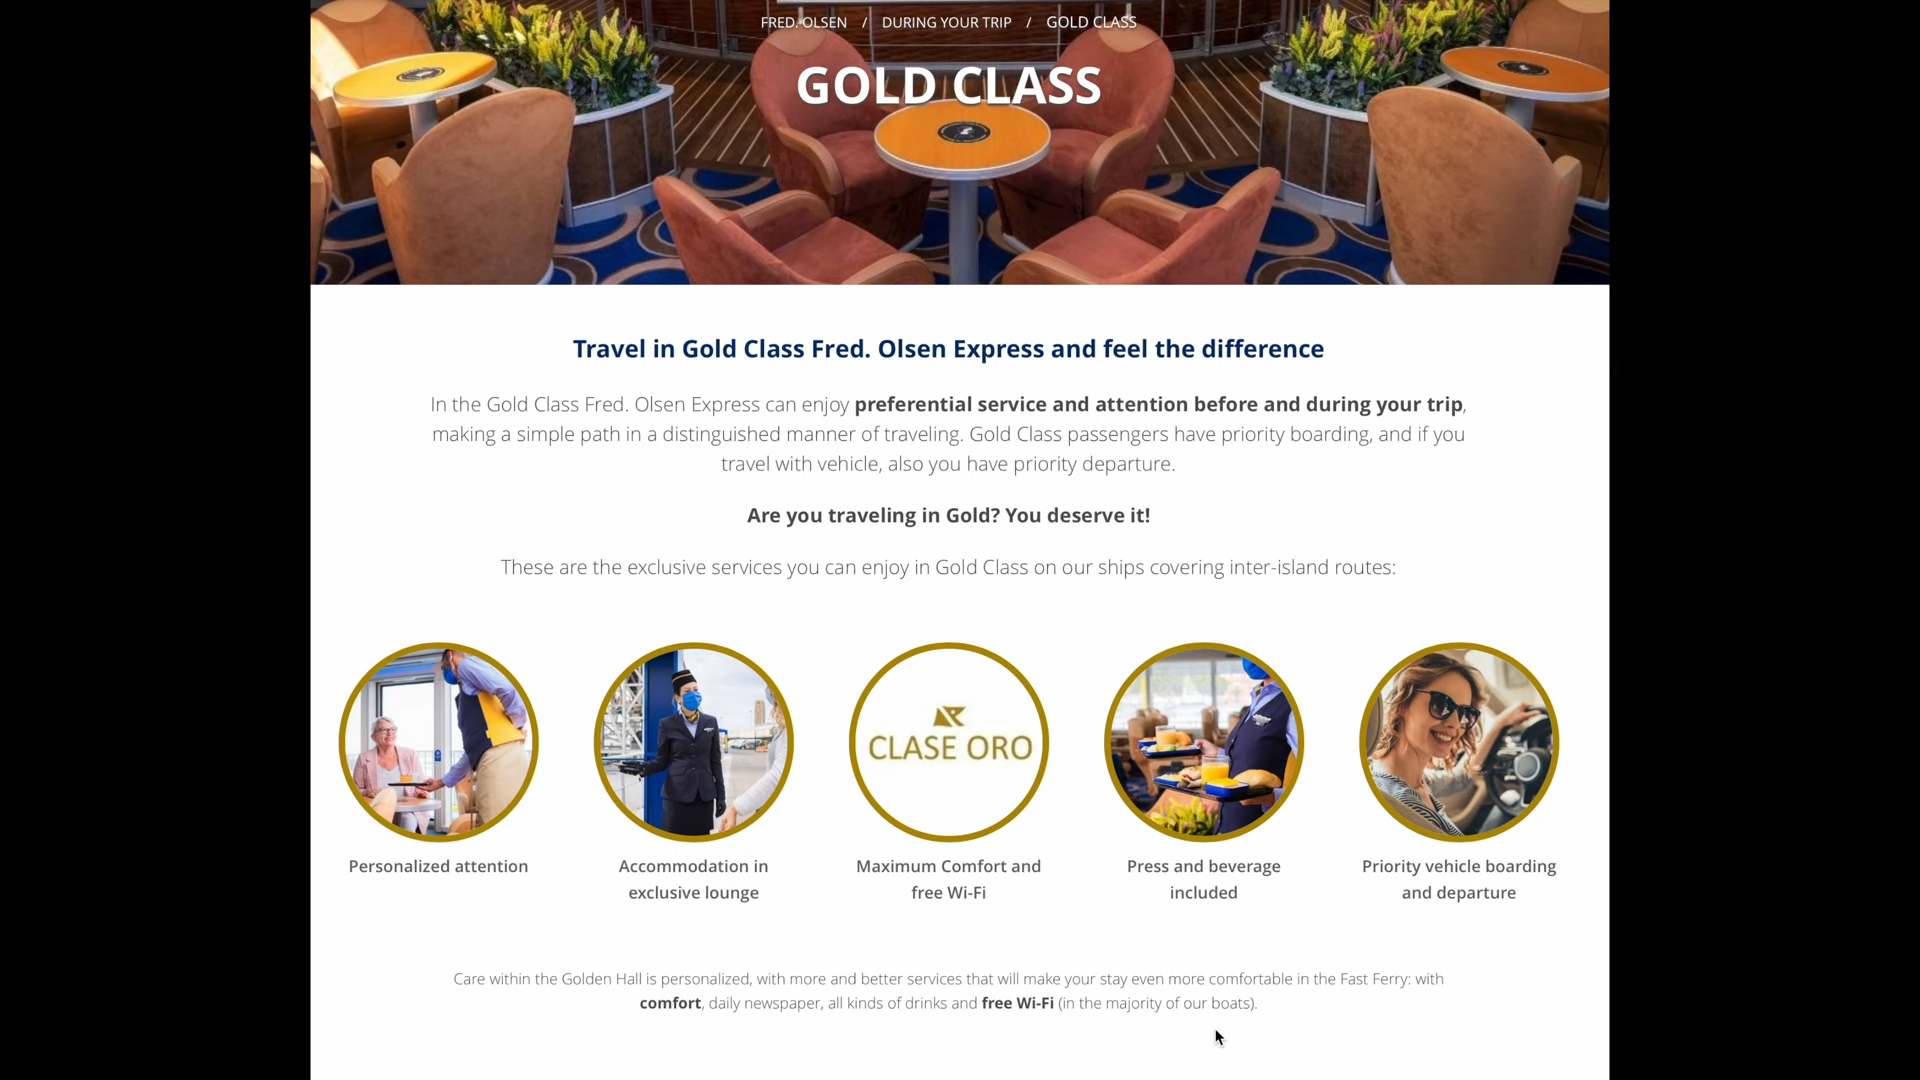 FRED. OLSEN / DURING YOUR TRIP / GOLD CLASS
GOLD CLASS
Travel in Gold Class Fred. Olsen Express and feel the difference
In the Gold Class Fred. Olsen Express can enjoy preferential service and attention before and during your trip,
making a simple path in a distinguished manner of traveling. Gold Class passengers have priority boarding, and if you
travel with vehicle, also you have priority departure.
Are you traveling in Gold? You deserve it!
These are the exclusive services you can enjoy in Gold Class on our ships covering inter-island routes:
CLASE ORO
Personalized attention
Accommodation in
exclusive lounge
Maximum Comfort and
free Wi-Fi
Press and beverage
included
Priority vehicle boarding
and departure
Care within the Golden Hall is personalized, with more and better services that will make your stay even more comfortable in the Fast Ferry: with
comfort, daily newspaper, all kinds of drinks and free Wi-Fi (in the majority of our boats).